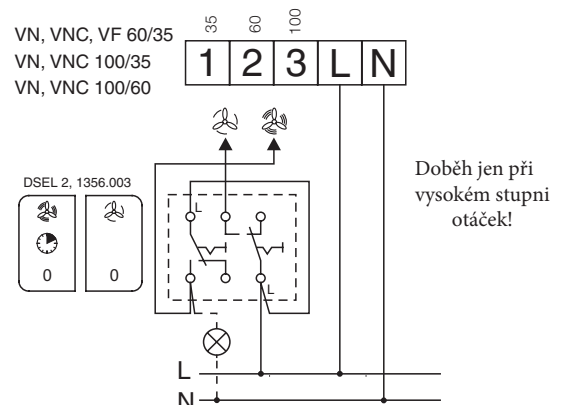 35 60 100
VN, VNC, VF 60/35
VN, VNC 100/35
VN, VNC 100/60
1 2 3 L N
Doběh jen při
vysokém stupni
otáček!
DSEL 2, 1356.003
0 0
L
L
L
N